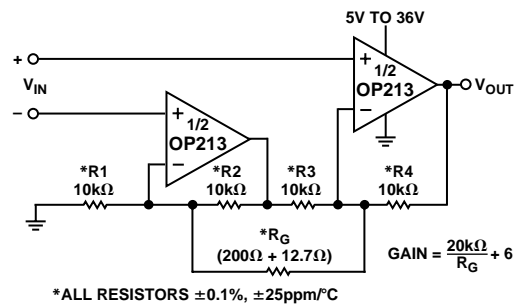 5V TO 36V
+
V_IN
–
+
1/2
OP213
–
+
1/2
OP213
–
V_OUT
*R1
10kΩ
*R2
10kΩ
*R3
10kΩ
*R4
10kΩ
*R_G
(200Ω + 12.7Ω)
GAIN = 20kΩ/R_G + 6
*ALL RESISTORS ±0.1%, ±25ppm/°C